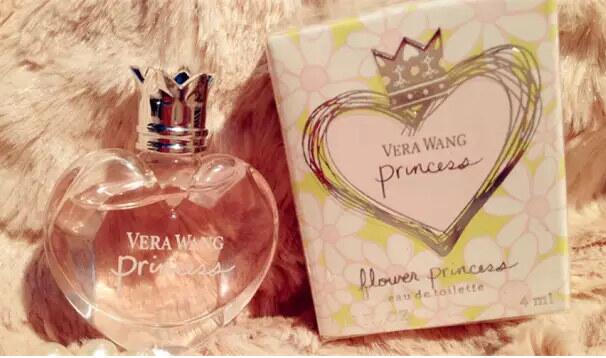 VERA WANG
princess
VERA WANG
princess
flower princess
eau de toilette
4 ml